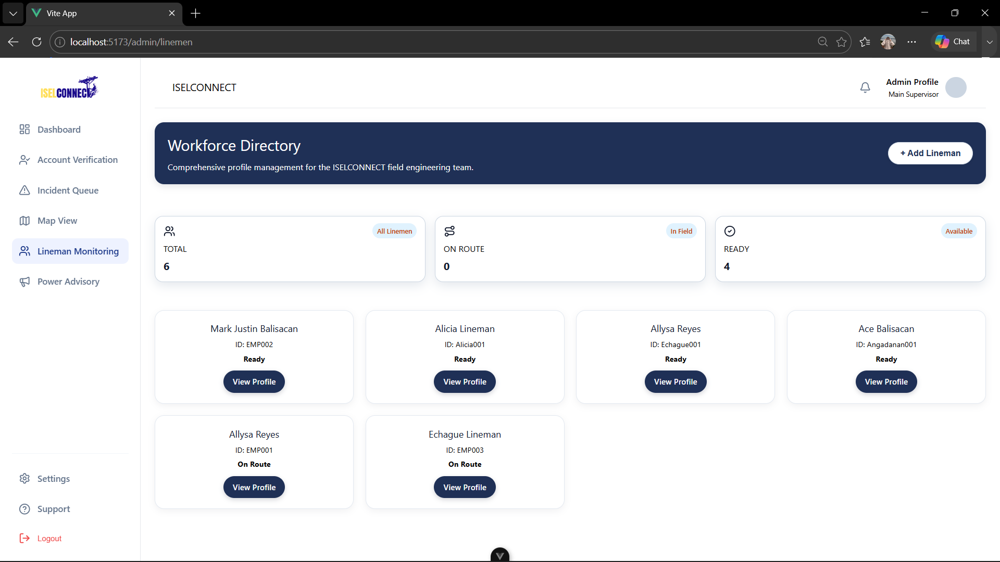 Vite App
localhost:5173/admin/linemen
Chat
ISELCONNECT
ISELCONNECT
Admin Profile
Main Supervisor
Dashboard
Account Verification
Incident Queue
Map View
Lineman Monitoring
Power Advisory
Settings
Support
Logout
Workforce Directory
Comprehensive profile management for the ISELCONNECT field engineering team.
+ Add Lineman
All Linemen
TOTAL
6
In Field
ON ROUTE
0
Available
READY
4
Mark Justin Balisacan
ID: EMP002
Ready
View Profile
Alicia Lineman
ID: Alicia001
Ready
View Profile
Allysa Reyes
ID: Echague001
Ready
View Profile
Ace Balisacan
ID: Angadanan001
Ready
View Profile
Allysa Reyes
ID: EMP001
On Route
View Profile
Echague Lineman
ID: EMP003
On Route
View Profile